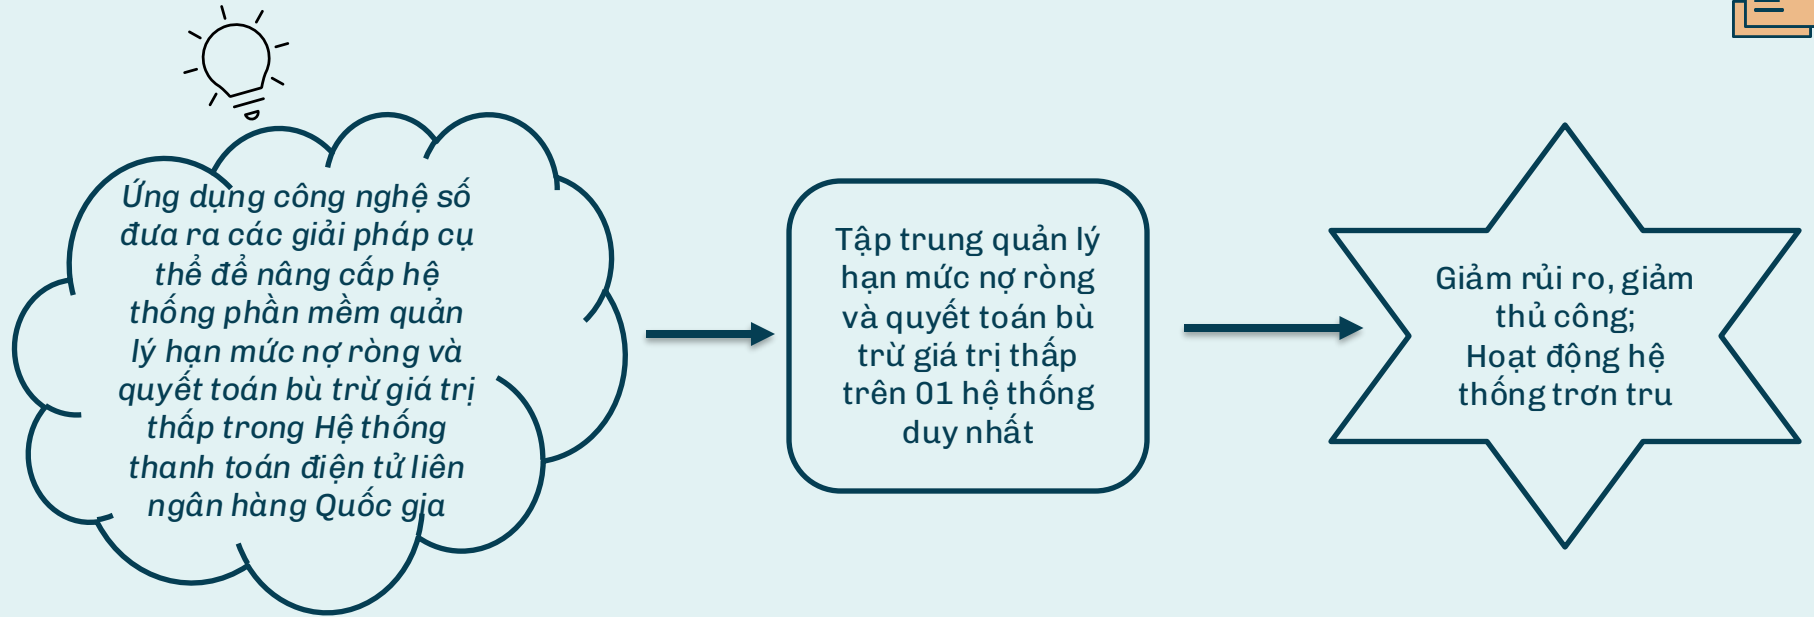 Ứng dụng công nghệ số
đưa ra các giải pháp cụ
thể để nâng cấp hệ
thống phần mềm quản
lý hạn mức nợ ròng và
quyết toán bù trừ giá trị
thấp trong Hệ thống
thanh toán điện tử liên
ngân hàng Quốc gia
Tập trung quản lý
hạn mức nợ ròng
và quyết toán bù
trừ giá trị thấp
trên 01 hệ thống
duy nhất
Giảm rủi ro, giảm
thủ công;
Hoạt động hệ
thống trơn tru